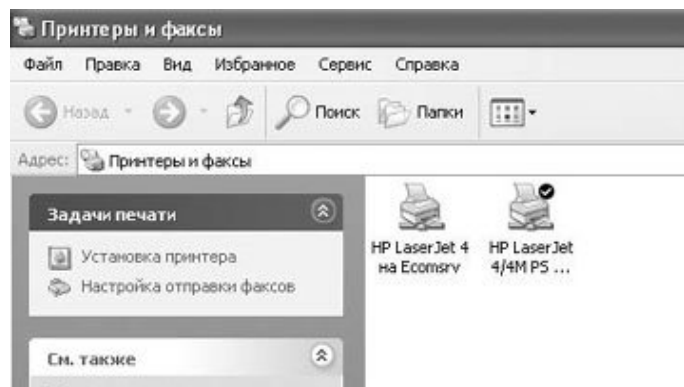 Принтеры и факсы
Файл Правка Вид Избранное Сервис Справка
Назад Поиск Папки
Адрес: Принтеры и факсы
Задачи печати
Установка принтера
Настройка отправки факсов
См. также
HP LaserJet 4
на Ecomsrv
HP LaserJet
4/4M PS ...